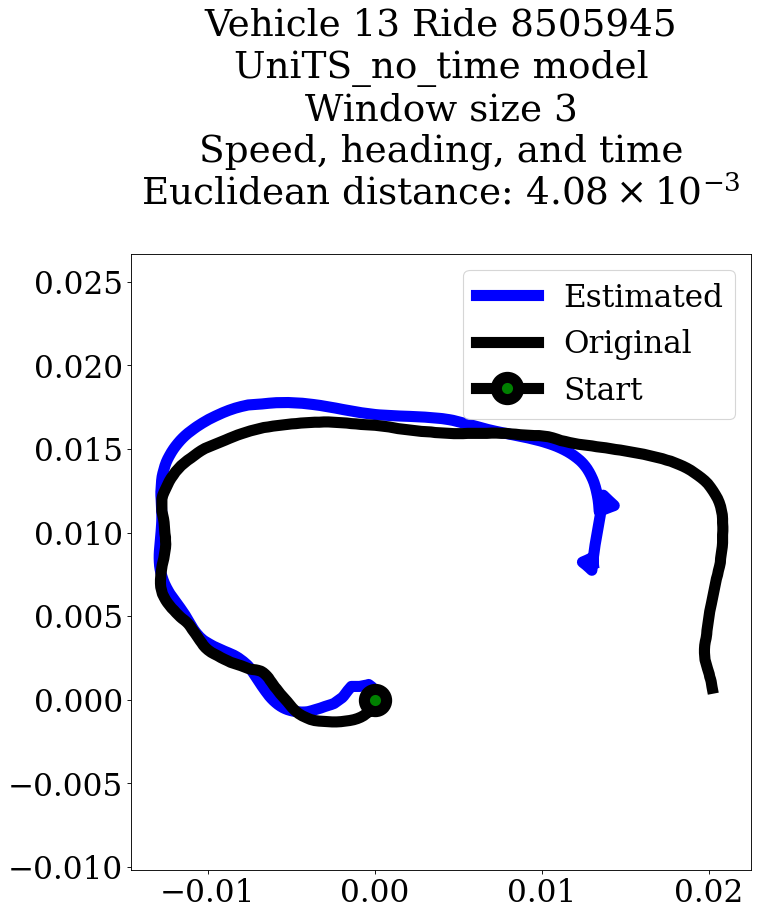 Vehicle 13 Ride 8505945
UniTS_no_time model
Window size 3
Speed, heading, and time
Euclidean distance: 4.08 × 10⁻³
0.025
0.020
0.015
0.010
0.005
0.000
−0.005
−0.010
Estimated
Original
Start
−0.01
0.00
0.01
0.02